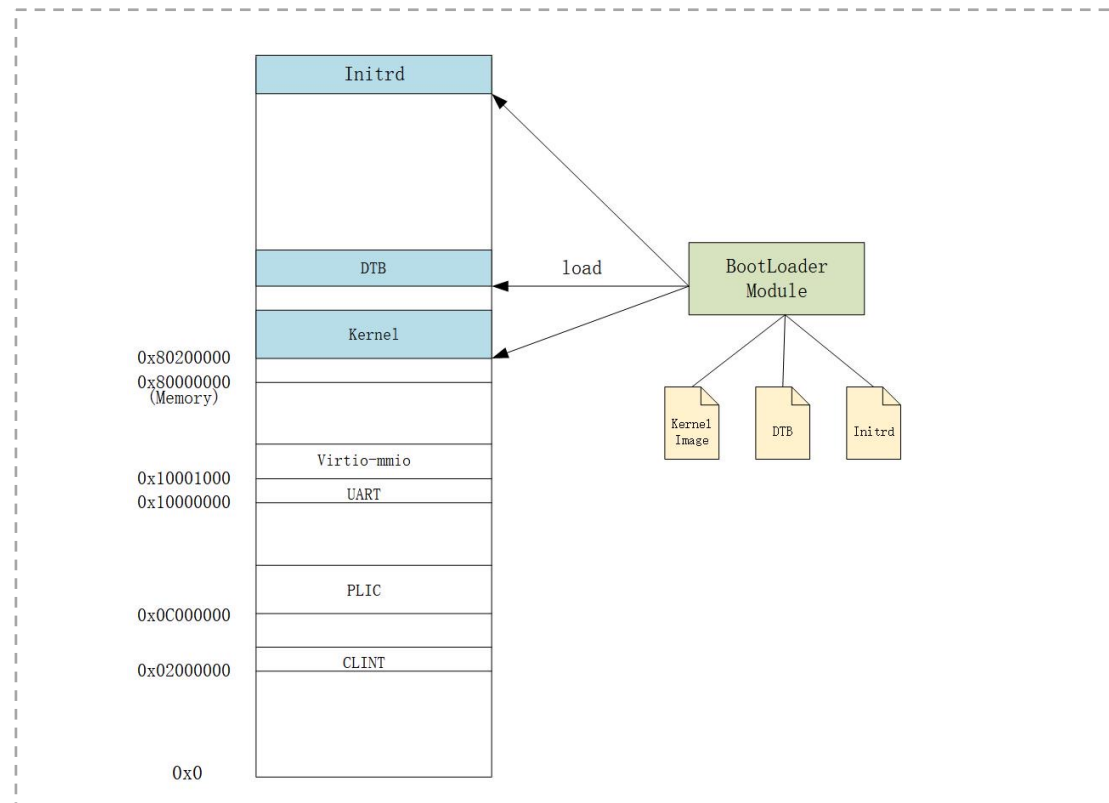 Initrd
DTB
load
BootLoader
Module
Kernel
0x80200000
0x80000000
(Memory)
Kernel
Image
DTB
Initrd
Virtio-mmio
0x10001000
UART
0x10000000
PLIC
0x0C000000
CLINT
0x02000000
0x0